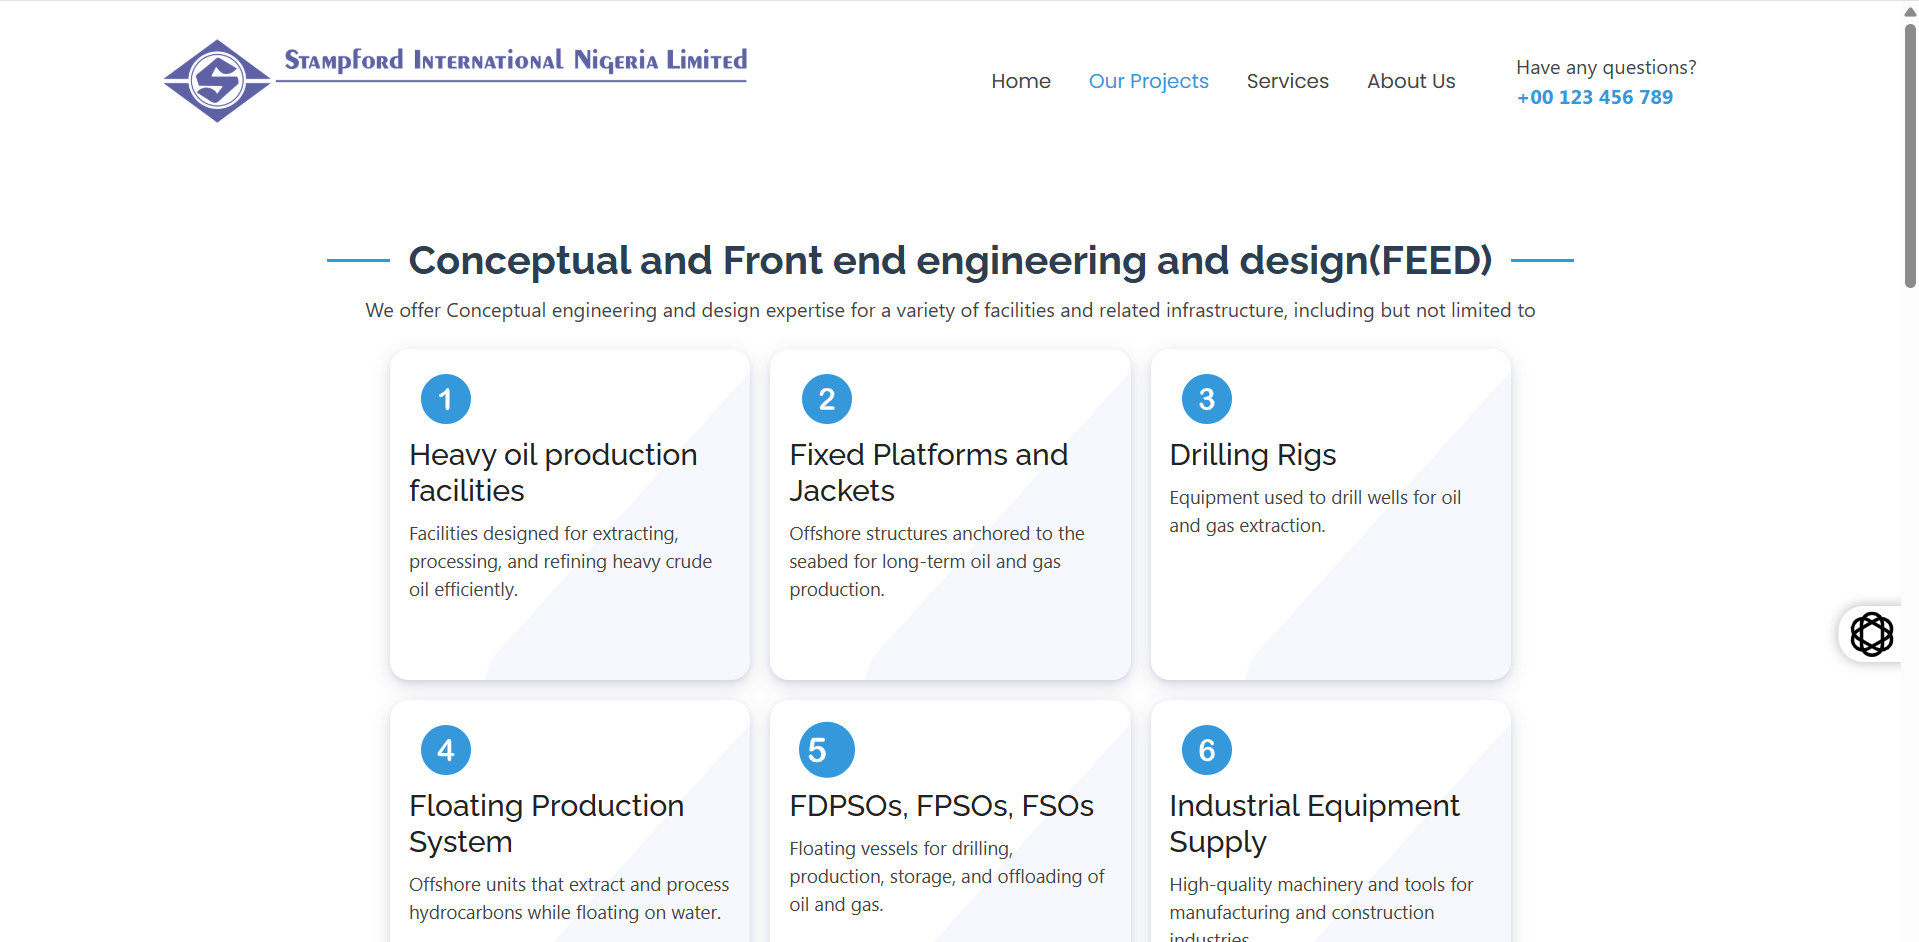 Stampford International Nigeria Limited
Home
Our Projects
Services
About Us
Have any questions?
+00 123 456 789
Conceptual and Front end engineering and design(FEED)
We offer Conceptual engineering and design expertise for a variety of facilities and related infrastructure, including but not limited to
1
Heavy oil production
facilities
Facilities designed for extracting,
processing, and refining heavy crude
oil efficiently.
2
Fixed Platforms and
Jackets
Offshore structures anchored to the
seabed for long-term oil and gas
production.
3
Drilling Rigs
Equipment used to drill wells for oil
and gas extraction.
4
Floating Production
System
Offshore units that extract and process
hydrocarbons while floating on water.
5
FDPSOs, FPSOs, FSOs
Floating vessels for drilling,
production, storage, and offloading of
oil and gas.
6
Industrial Equipment
Supply
High-quality machinery and tools for
manufacturing and construction
industries.